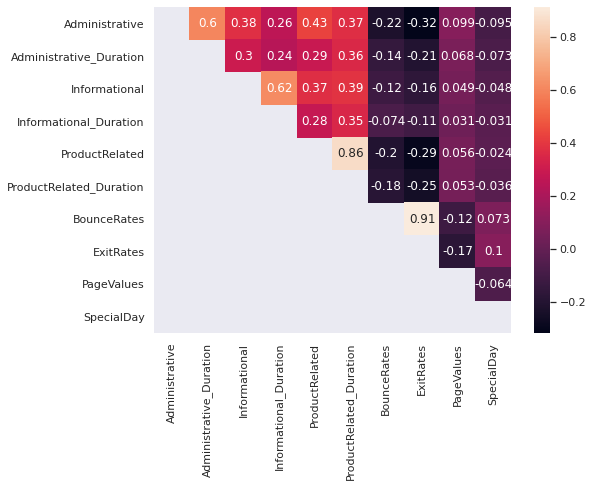 Administrative 0.6 0.38 0.26 0.43 0.37 -0.22 -0.32 0.099 -0.095
Administrative_Duration 0.3 0.24 0.29 0.36 -0.14 -0.21 0.068 -0.073
Informational 0.62 0.37 0.39 -0.12 -0.16 0.049 -0.048
Informational_Duration 0.28 0.35 -0.074 -0.11 0.031 -0.031
ProductRelated 0.86 -0.2 -0.29 0.056 -0.024
ProductRelated_Duration -0.18 -0.25 0.053 -0.036
BounceRates 0.91 -0.12 0.073
ExitRates -0.17 0.1
PageValues -0.064
SpecialDay
Administrative
Administrative_Duration
Informational
Informational_Duration
ProductRelated
ProductRelated_Duration
BounceRates
ExitRates
PageValues
SpecialDay
0.8
0.6
0.4
0.2
0.0
−0.2